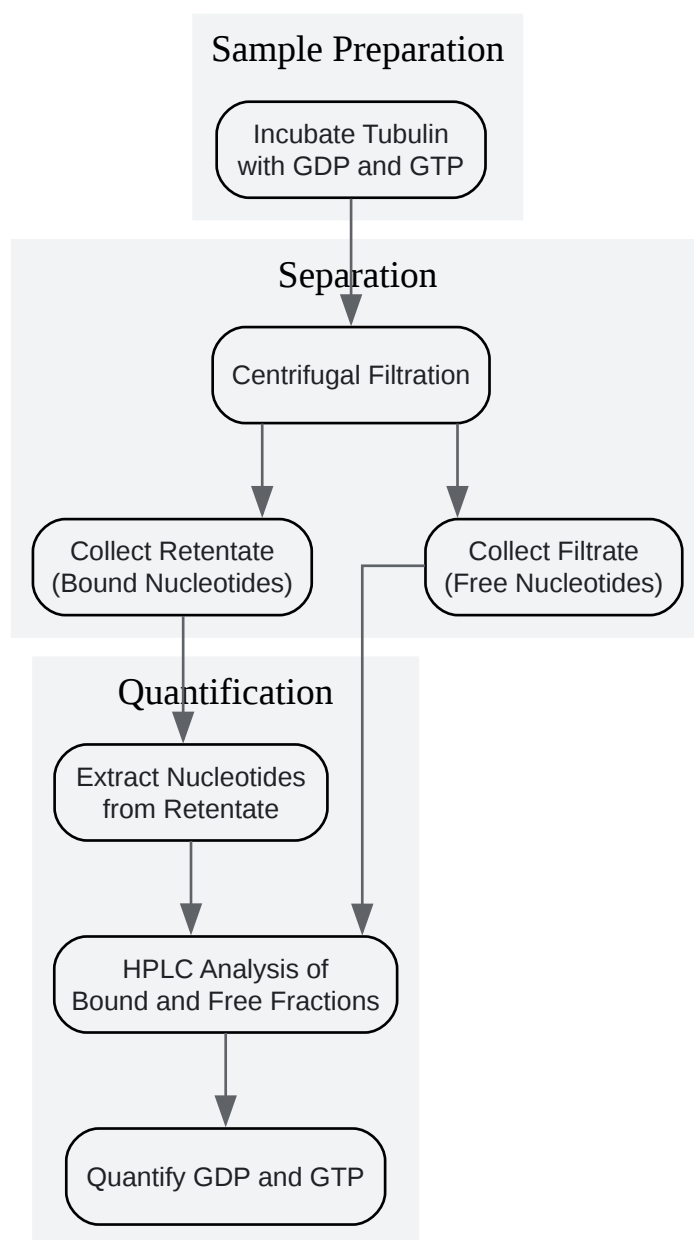 Sample Preparation
Incubate Tubulin
with GDP and GTP
Separation
Centrifugal Filtration
Collect Retentate
(Bound Nucleotides)
Collect Filtrate
(Free Nucleotides)
Quantification
Extract Nucleotides
from Retentate
HPLC Analysis of
Bound and Free Fractions
Quantify GDP and GTP